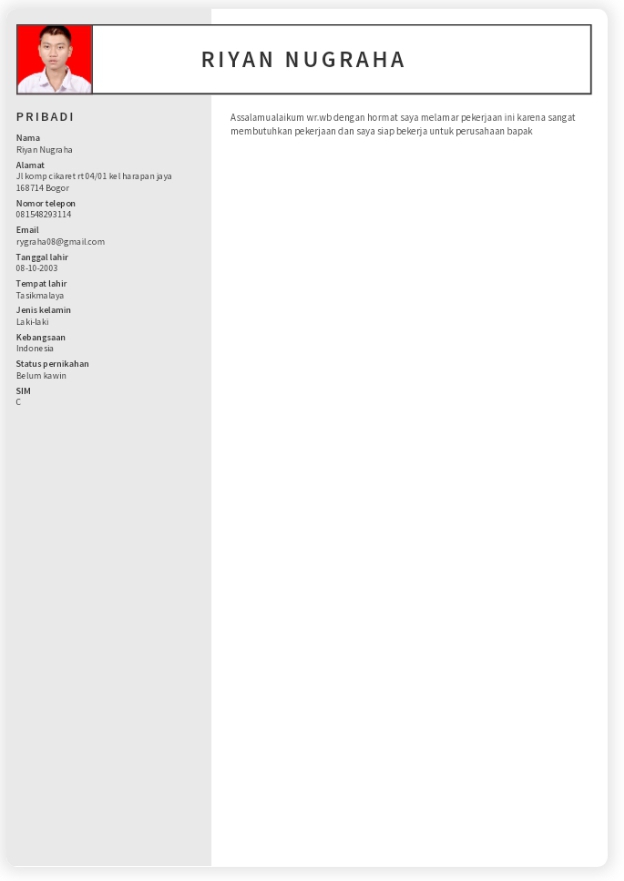 RIYAN NUGRAHA
PRIBADI
Nama
Riyan Nugraha
Alamat
Jl komp cikaret rt 04/01 kel harapan jaya
168714 Bogor
Nomor telepon
081548293114
Email
rygraha08@gmail.com
Tanggal lahir
08-10-2003
Tempat lahir
Tasikmalaya
Jenis kelamin
Laki-laki
Kebangsaan
Indonesia
Status pernikahan
Belum kawin
SIM
C
Assalamualaikum wr.wb dengan hormat saya melamar pekerjaan ini karena sangat
membutuhkan pekerjaan dan saya siap bekerja untuk perusahaan bapak